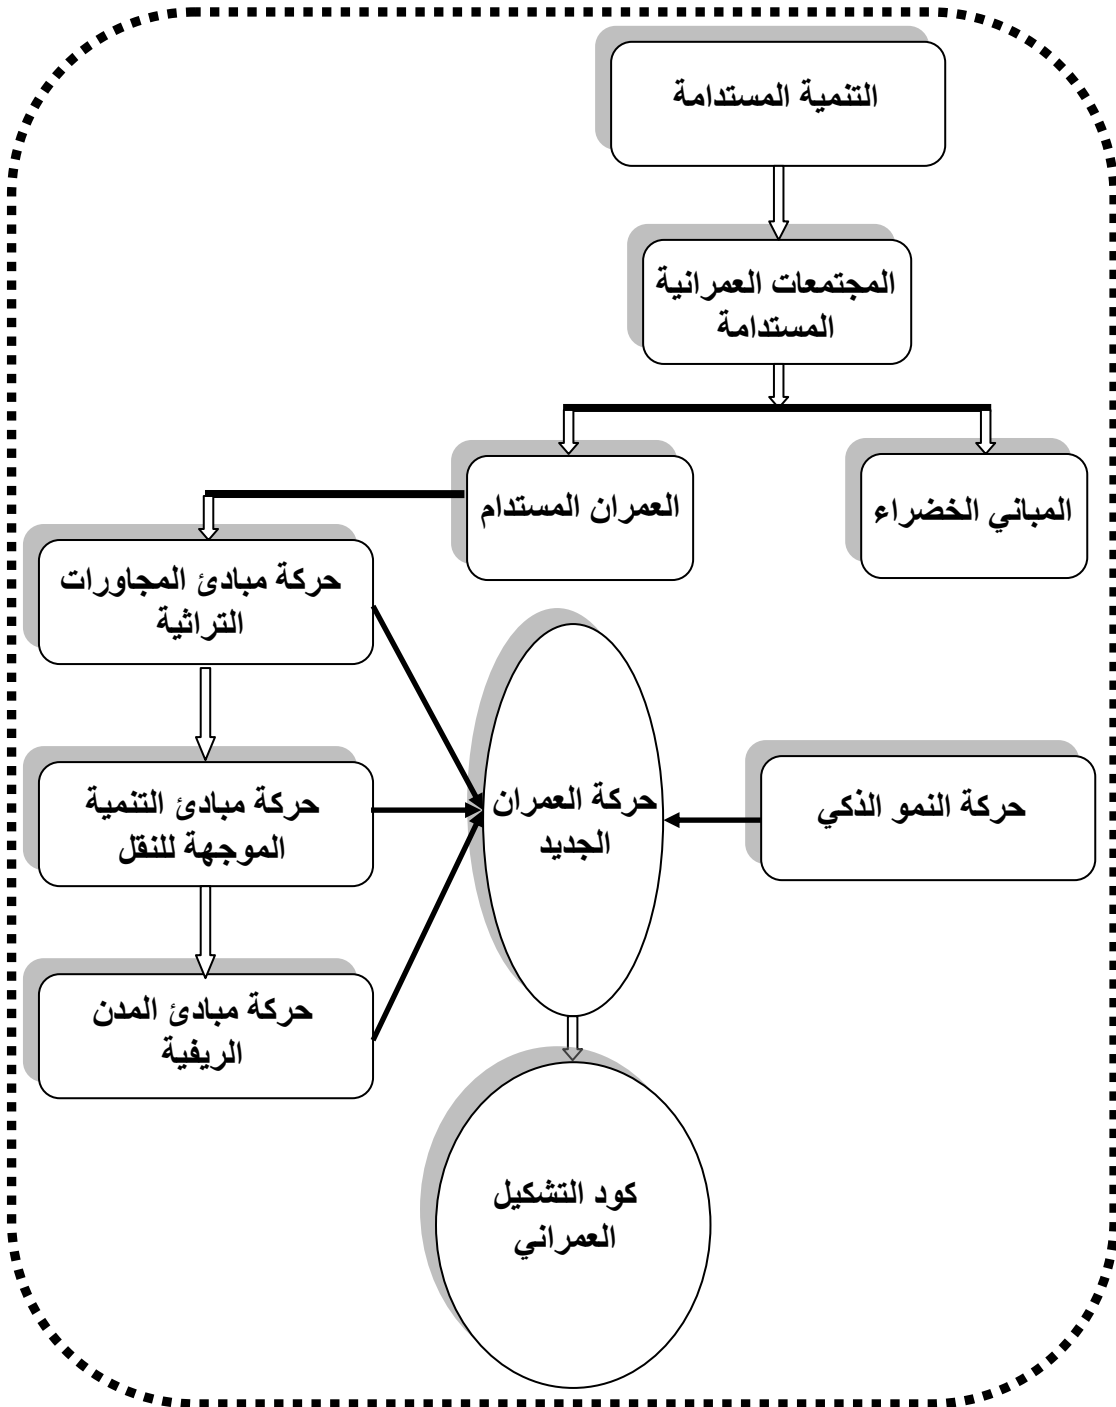 التنمية المستدامة
المجتمعات العمرانية
المستدامة
المباني الخضراء
العمران المستدام
حركة مبادئ المجاورات
التراثية
حركة العمران
الجديد
حركة النمو الذكي
حركة مبادئ التنمية
الموجهة للنقل
حركة مبادئ المدن
الريفية
كود التشكيل
العمراني